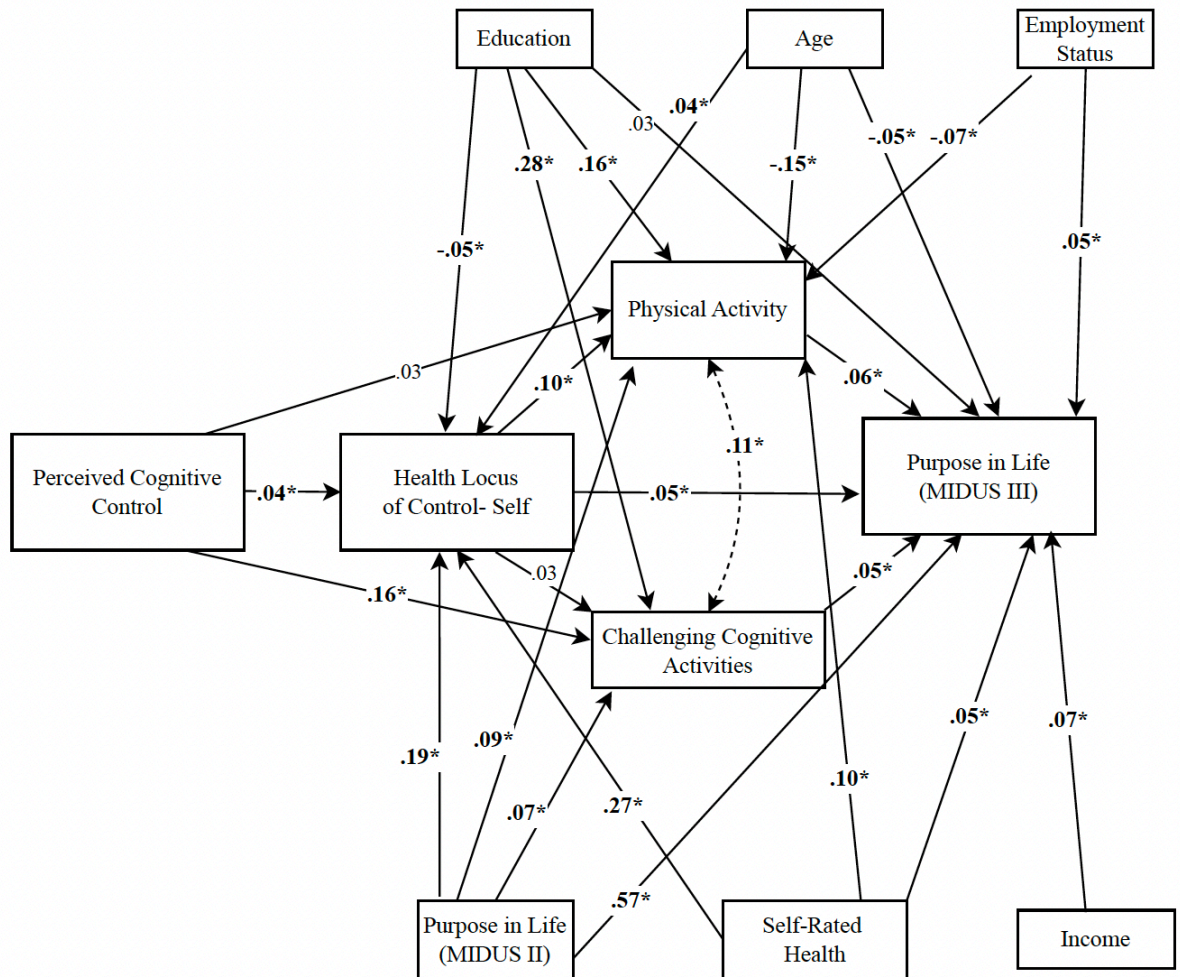 Education
Age
Employment
Status
.04*
.03
-.05*
-.07*
.28*
.16*
-.15*
-.05*
.05*
Physical Activity
.03
.10*
.06*
.11*
Perceived Cognitive
Control
.04*
Health Locus
of Control- Self
.05*
Purpose in Life
(MIDUS III)
.03
.05*
.16*
Challenging Cognitive
Activities
.19*
.09*
.07*
.27*
.57*
.10*
.05*
.07*
Purpose in Life
(MIDUS II)
Self-Rated
Health
Income